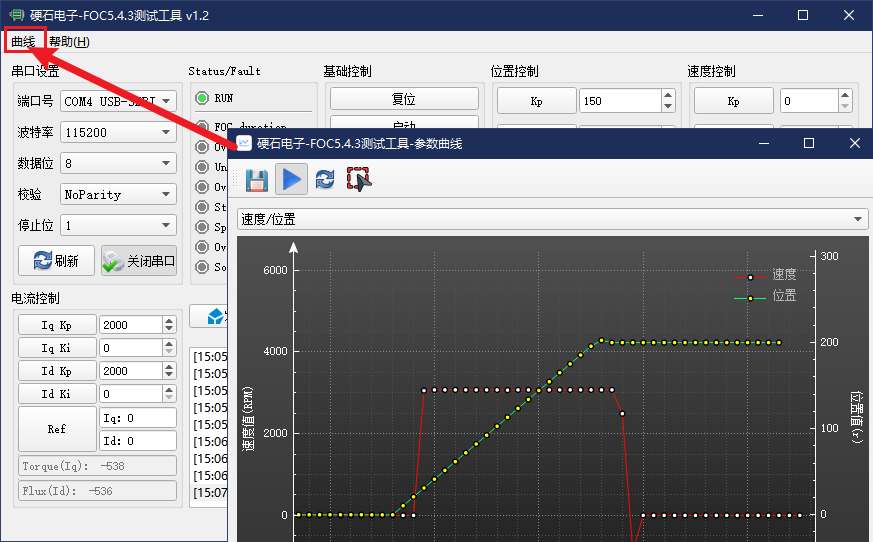 硬石电子-FOC5.4.3测试工具 v1.2
曲线 帮助(H)
串口设置
端口号 COM4 USB-SERI
波特率 115200
数据位 8
校验 NoParity
停止位 1
刷新 关闭串口
电流控制
Iq Kp 2000
Iq Ki 0
Id Kp 2000
Id Ki 0
Ref Iq: 0
Id: 0
Torque(Iq): -538
Flux(Id): -536
Status/Fault
RUN
FOC duration
Ov
Un
Ov
St
Sp
Ov
So
[15:05
[15:05
[15:05
[15:05
[15:05
[15:06
[15:06
[15:06
[15:07
基础控制
复位
启动
位置控制
Kp 150
速度控制
Kp 0
硬石电子-FOC5.4.3测试工具-参数曲线
速度/位置
速度
位置
6000
4000
2000
0
速度值(RPM)
300
200
100
0
位置值(r)